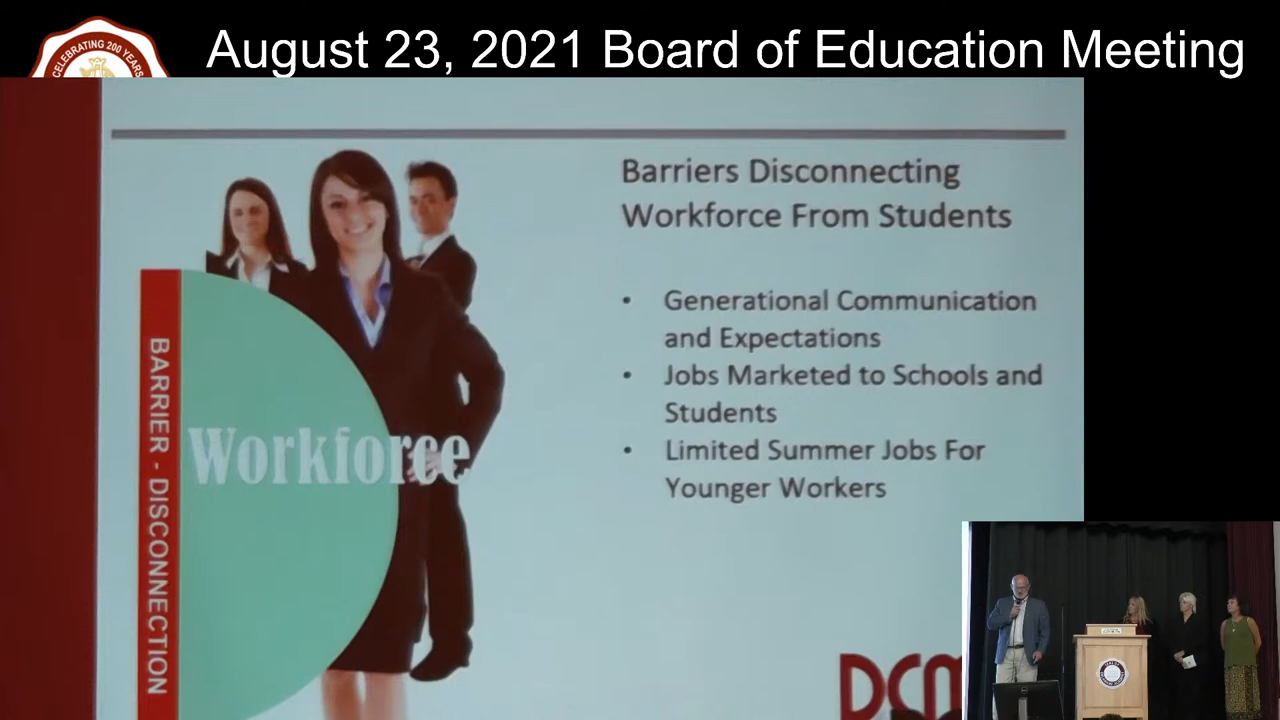 CELEBRATING 200 YEARS
August 23, 2021 Board of Education Meeting
Barriers Disconnecting
Workforce From Students
• Generational Communication
and Expectations
• Jobs Marketed to Schools and
Students
• Limited Summer Jobs For
Younger Workers
BARRIER - DISCONNECTION
Workforce
DCM